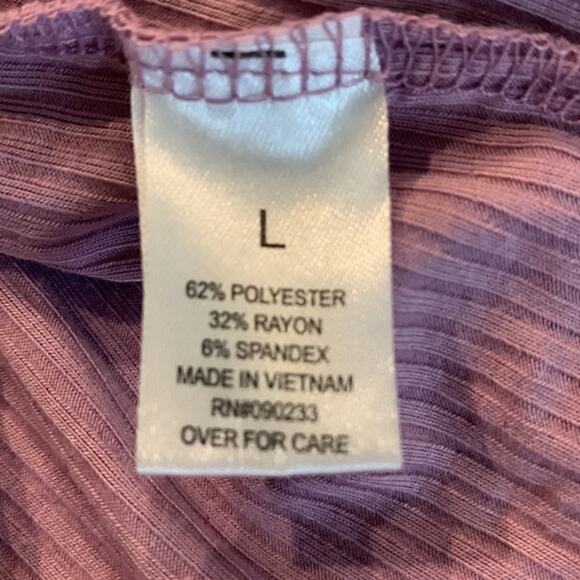 L
62% POLYESTER
32% RAYON
6% SPANDEX
MADE IN VIETNAM
RN#090233
OVER FOR CARE